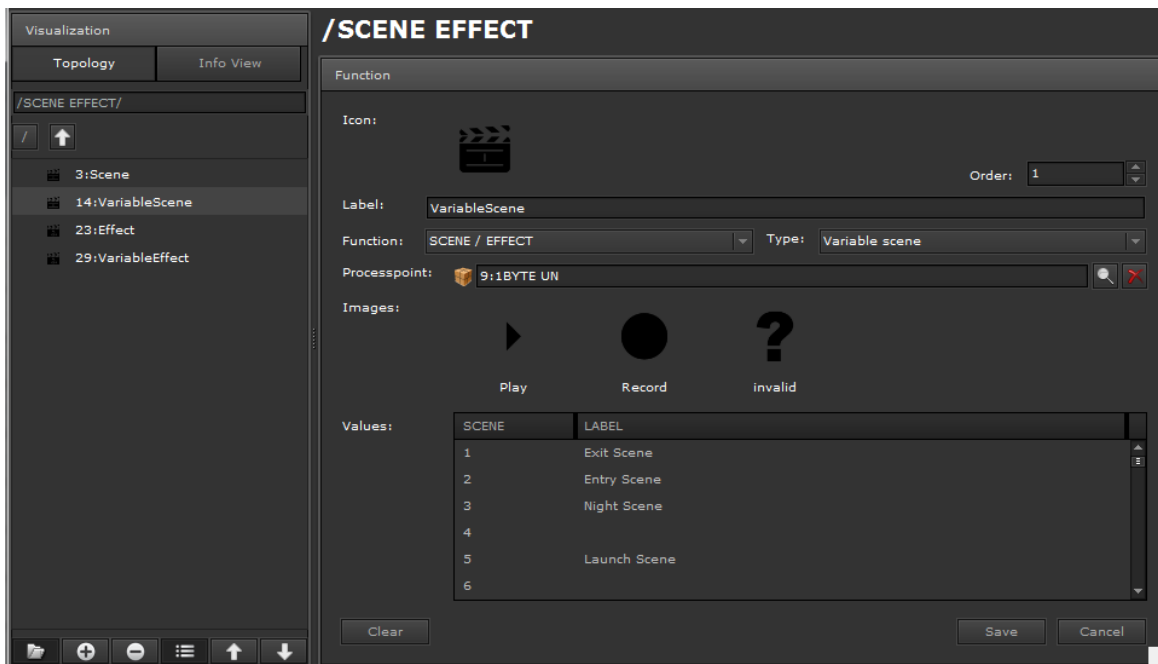 Visualization
Topology Info View
/SCENE EFFECT/
/
3:Scene
14:VariableScene
23:Effect
29:VariableEffect
/SCENE EFFECT
Function
Icon:
Order: 1
Label: VariableScene
Function: SCENE / EFFECT Type: Variable scene
Processpoint: 9:1BYTE UN
Images:
Play Record invalid
Values: SCENE LABEL
1 Exit Scene
2 Entry Scene
3 Night Scene
4
5 Launch Scene
6
Clear Save Cancel